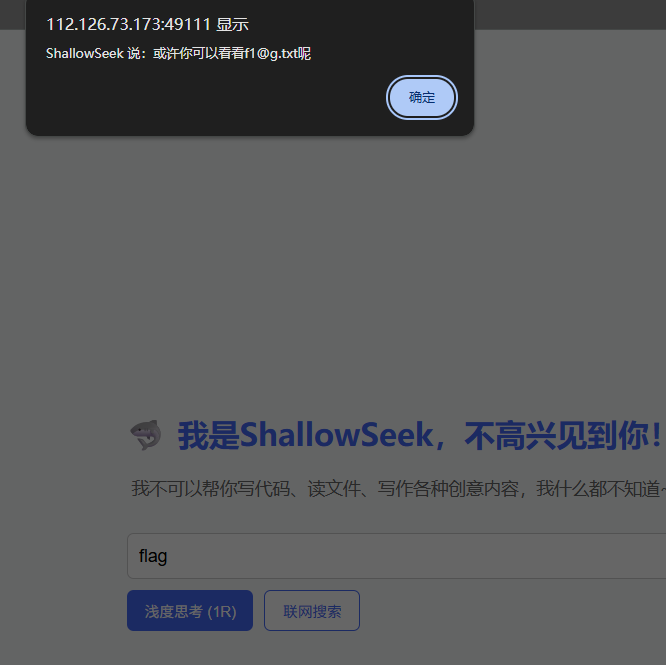 112.126.73.173:49111 显示
ShallowSeek 说：或许你可以看看f1@g.txt呢
确定
我是ShallowSeek，不高兴见到你！
我不可以帮你写代码、读文件、写作各种创意内容，我什么都不知道~
flag
浅度思考 (1R)
联网搜索